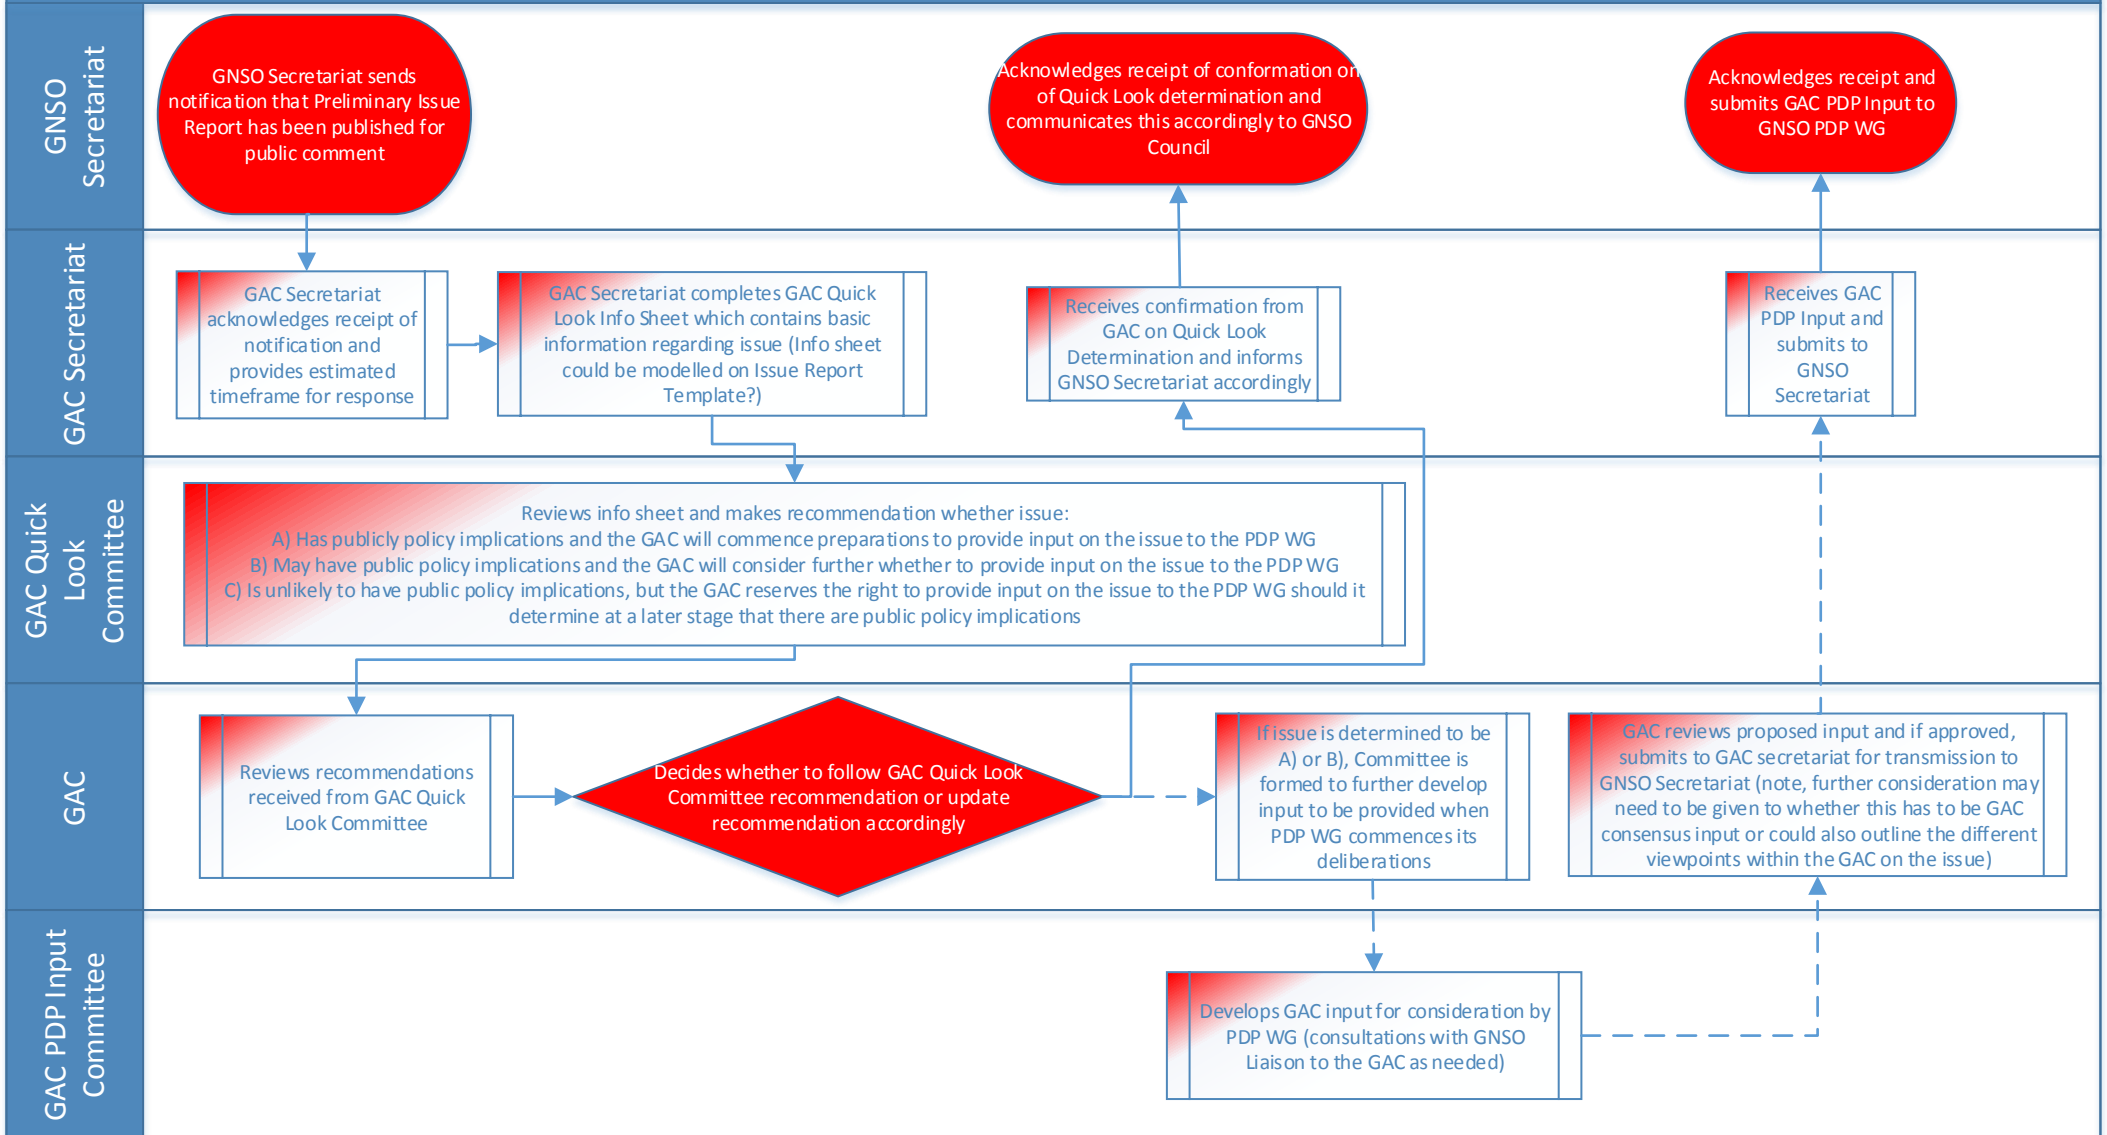 GNSO
Secretariat
GNSO Secretariat sends
notification that Preliminary Issue
Report has been published for
public comment
Acknowledges receipt of conformation on
of Quick Look determination and
communicates this accordingly to GNSO
Council
Acknowledges receipt and
submits GAC PDP Input to
GNSO PDP WG
GAC Secretariat
GAC Secretariat
acknowledges receipt of
notification and
provides estimated
timeframe for response
GAC Secretariat completes GAC Quick
Look Info Sheet which contains basic
information regarding issue (Info sheet
could be modelled on Issue Report
Template?)
Receives confirmation from
GAC on Quick Look
Determination and informs
GNSO Secretariat accordingly
Receives GAC
PDP Input and
submits to
GNSO
Secretariat
GAC Quick
Look
Committee
Reviews info sheet and makes recommendation whether issue:
A) Has publicly policy implications and the GAC will commence preparations to provide input on the issue to the PDP WG
B) May have public policy implications and the GAC will consider further whether to provide input on the issue to the PDP WG
C) Is unlikely to have public policy implications, but the GAC reserves the right to provide input on the issue to the PDP WG should it
determine at a later stage that there are public policy implications
GAC
Reviews recommendations
received from GAC Quick
Look Committee
Decides whether to follow GAC Quick Look
Committee recommendation or update
recommendation accordingly
If issue is determined to be
A) or B), Committee is
formed to further develop
input to be provided when
PDP WG commences its
deliberations
GAC reviews proposed input and if approved,
submits to GAC secretariat for transmission to
GNSO Secretariat (note, further consideration may
need to be given to whether this has to be GAC
consensus input or could also outline the different
viewpoints within the GAC on the issue)
GAC PDP Input
Committee
Develops GAC input for consideration by
PDP WG (consultations with GNSO
Liaison to the GAC as needed)